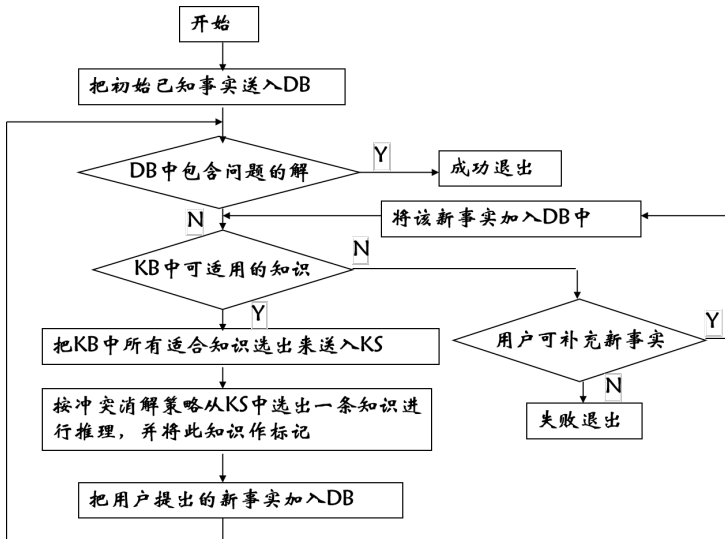 开始
把初始已知事实送入DB
DB中包含问题的解
Y
成功退出
N
将该新事实加入DB中
KB中可适用的知识
N
Y
用户可补充新事实
Y
把KB中所有适合知识选出来送入KS
N
按冲突消解策略从KS中选出一条知识进
行推理，并将此知识作标记
失败退出
把用户提出的新事实加入DB